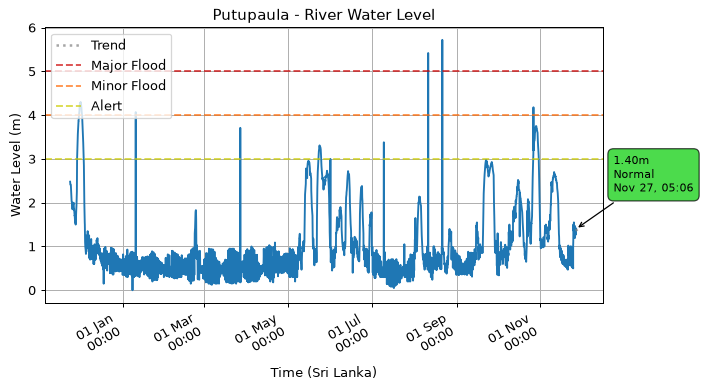 Putupaula - River Water Level
Trend
Major Flood
Minor Flood
Alert
6
5
4
3
2
1
0
Water Level (m)
1.40m
Normal
Nov 27, 05:06
01 Jan
00:00
01 Mar
00:00
01 May
00:00
01 Jul
00:00
01 Sep
00:00
01 Nov
00:00
Time (Sri Lanka)